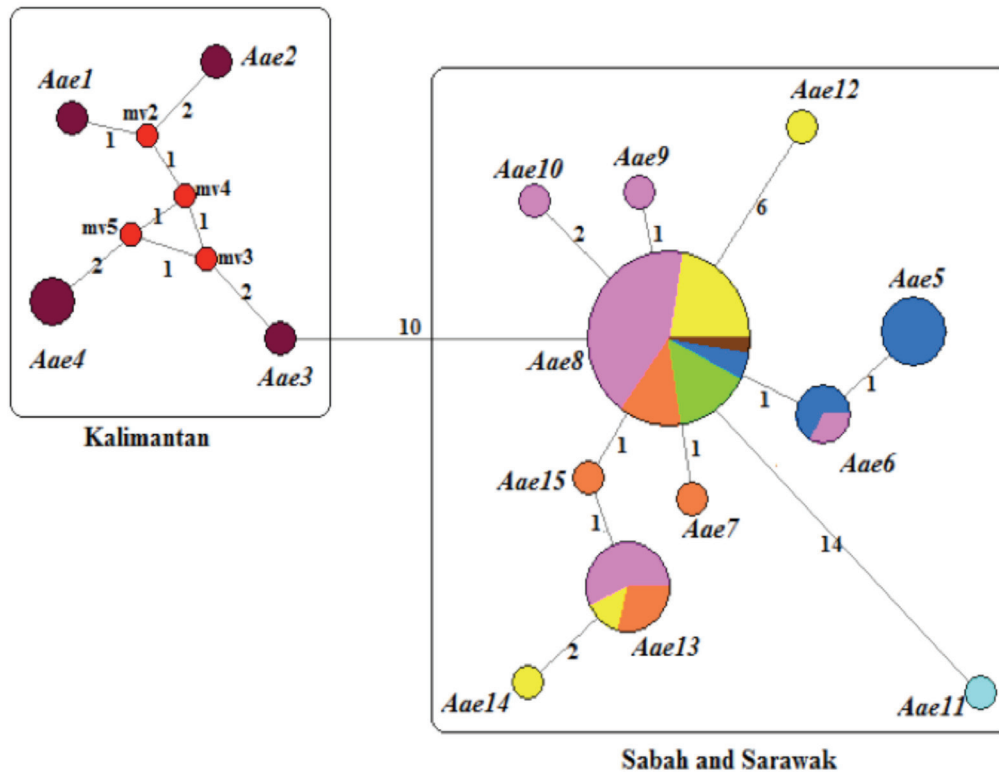 Aae1
Aae2
mv2
1
2
1
mv4
mv5
1
1
mv3
1
2
2
Aae4
Aae3
Kalimantan
10
Aae12
Aae10
Aae9
2
1
6
Aae8
Aae5
1
1
Aae6
1
1
Aae15
Aae7
1
14
Aae13
2
Aae14
Aae11
Sabah and Sarawak